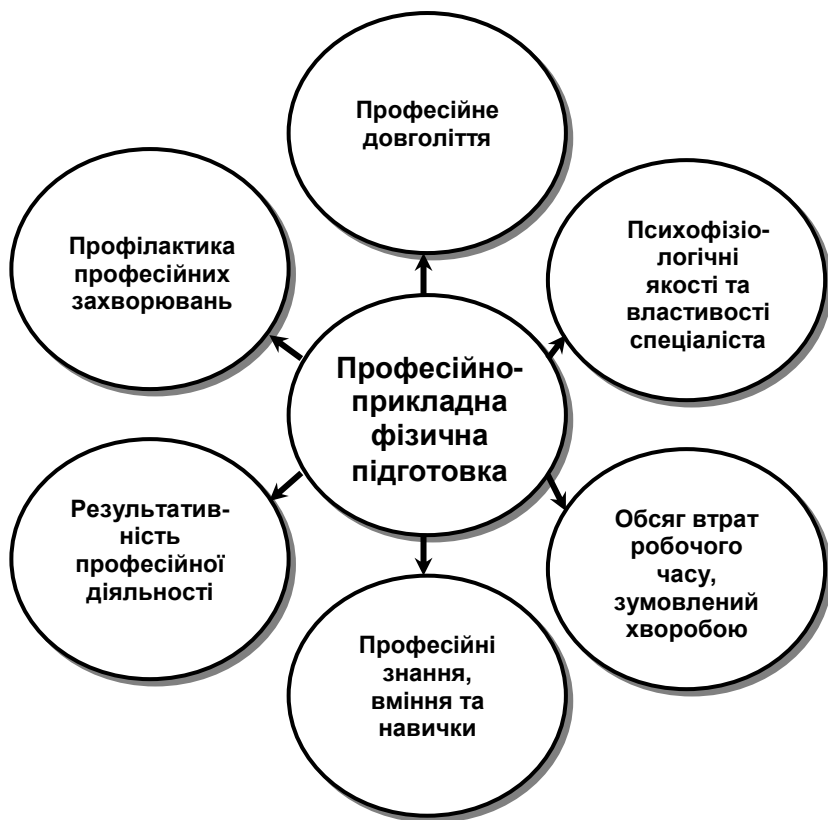 Професійне
довголіття
Профілактика
професійних
захворювань
Психофізіо-
логічні
якості та
властивості
спеціаліста
Професійно-
прикладна
фізична
підготовка
Результатив-
ність
професійної
діяльності
Обсяг втрат
робочого
часу,
зумовлений
хворобою
Професійні
знання,
вміння та
навички